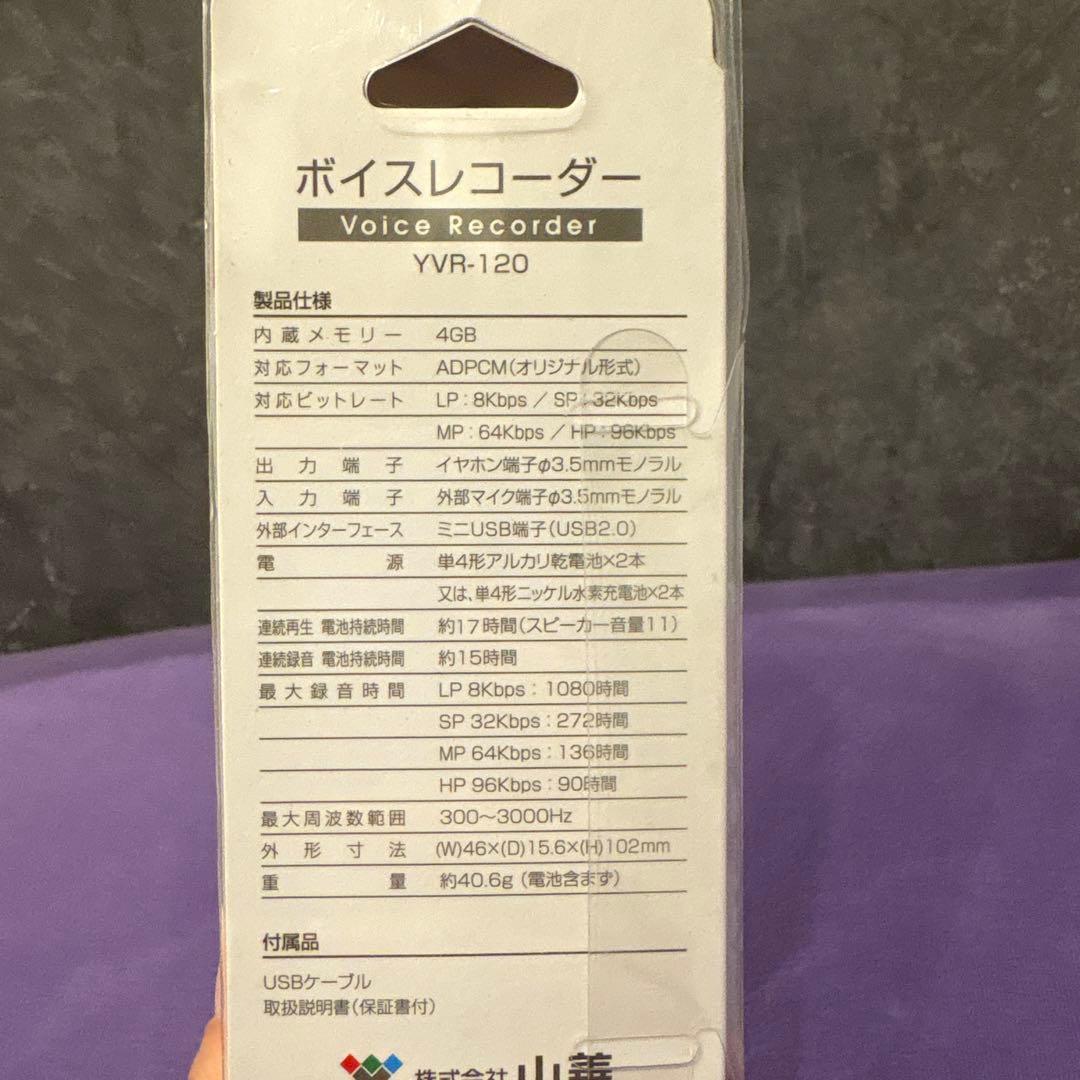 ボイスレコーダー
Voice Recorder
YVR-120
製品仕様
内蔵メモリー 4GB
対応フォーマット ADPCM(オリジナル形式)
対応ビットレート LP:8Kbps / SP:32Kbps
MP:64Kbps / HP:96Kbps
出力端子 イヤホン端子φ3.5mmモノラル
入力端子 外部マイク端子φ3.5mmモノラル
外部インターフェース ミニUSB端子(USB2.0)
電源 単4形アルカリ乾電池×2本
又は、単4形ニッケル水素充電池×2本
連続再生 電池持続時間 約17時間(スピーカー音量11)
連続録音 電池持続時間 約15時間
最大録音時間 LP 8Kbps:1080時間
SP 32Kbps:272時間
MP 64Kbps:136時間
HP 96Kbps:90時間
最大周波数範囲 300〜3000Hz
外形寸法 (W)46×(D)15.6×(H)102mm
重量 約40.6g (電池含まず)
付属品
USBケーブル
取扱説明書(保証書付)
株式会社 山善